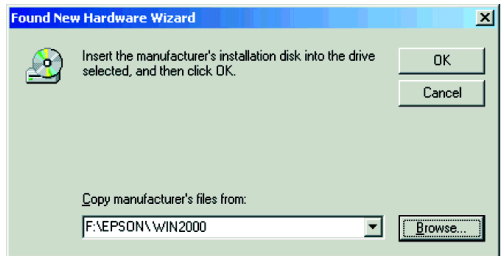 Found New Hardware Wizard
Insert the manufacturer's installation disk into the drive
selected, and then click OK.
OK
Cancel
Copy manufacturer's files from:
F:\EPSON\WIN2000
Browse...